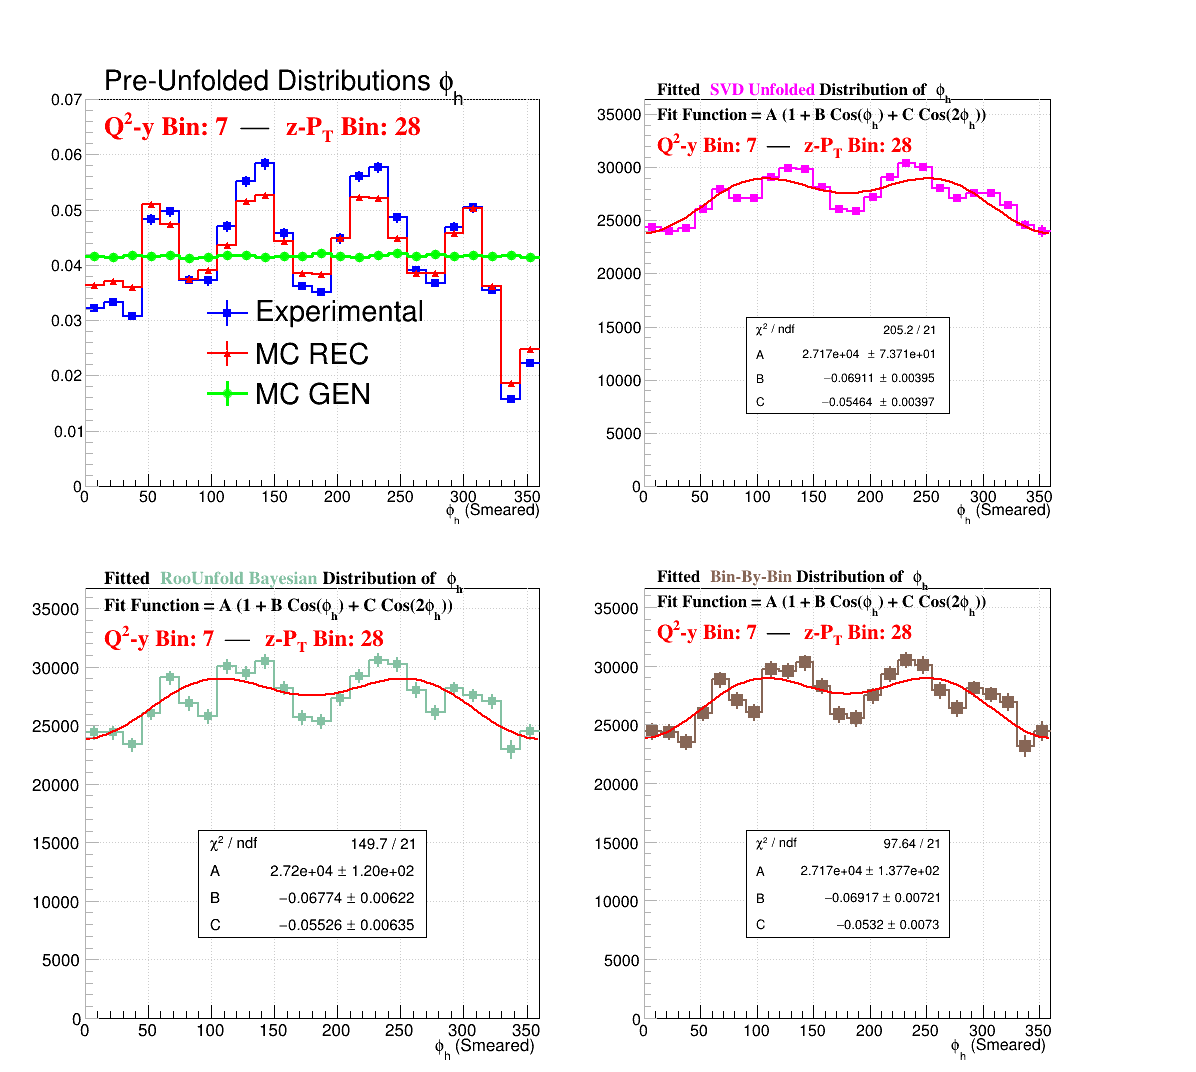 Pre-Unfolded Distributions ϕh
Q²-y Bin: 7 — z-PT Bin: 28
0.07
0.06
0.05
0.04
0.03
0.02
0.01
0
Experimental
MC REC
MC GEN
0 50 100 150 200 250 300 350
ϕh (Smeared)
Fitted SVD Unfolded Distribution of ϕh
Fit Function = A (1 + B Cos(ϕh) + C Cos(2ϕh))
Q²-y Bin: 7 — z-PT Bin: 28
35000
30000
25000
20000
15000
10000
5000
0
χ² / ndf 205.2 / 21
A 2.717e+04 ± 7.371e+01
B −0.06911 ± 0.00395
C −0.05464 ± 0.00397
0 50 100 150 200 250 300 350
ϕh (Smeared)
Fitted RooUnfold Bayesian Distribution of ϕh
Fit Function = A (1 + B Cos(ϕh) + C Cos(2ϕh))
Q²-y Bin: 7 — z-PT Bin: 28
35000
30000
25000
20000
15000
10000
5000
0
χ² / ndf 149.7 / 21
A 2.72e+04 ± 1.20e+02
B −0.06774 ± 0.00622
C −0.05526 ± 0.00635
0 50 100 150 200 250 300 350
ϕh (Smeared)
Fitted Bin-By-Bin Distribution of ϕh
Fit Function = A (1 + B Cos(ϕh) + C Cos(2ϕh))
Q²-y Bin: 7 — z-PT Bin: 28
35000
30000
25000
20000
15000
10000
5000
0
χ² / ndf 97.64 / 21
A 2.717e+04 ± 1.377e+02
B −0.06917 ± 0.00721
C −0.0532 ± 0.0073
0 50 100 150 200 250 300 350
ϕh (Smeared)